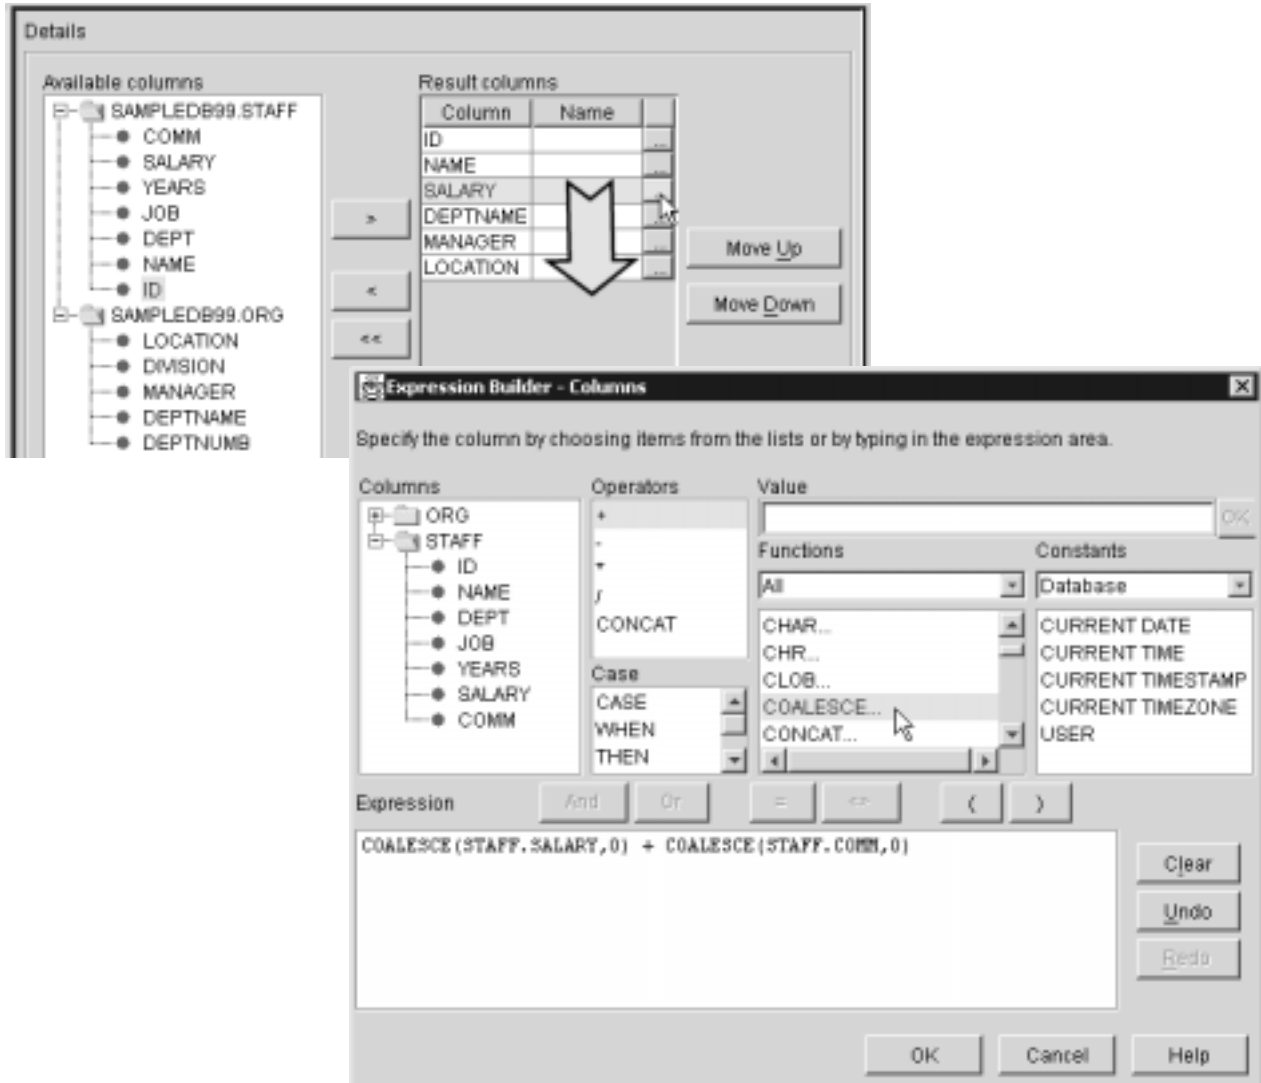 Details
Available columns
SAMPLEDB99.STAFF
COMM
SALARY
YEARS
JOB
DEPT
NAME
ID
SAMPLEDB99.ORG
LOCATION
DIVISION
MANAGER
DEPTNAME
DEPTNUMB
>
<
<<
Result columns
Column Name
ID ...
NAME ...
SALARY
DEPTNAME ...
MANAGER ...
LOCATION ...
Move Up
Move Down
Expression Builder - Columns
Specify the column by choosing items from the lists or by typing in the expression area.
Columns
ORG
STAFF
ID
NAME
DEPT
JOB
YEARS
SALARY
COMM
Operators
+
-
*
/
CONCAT
Case
CASE
WHEN
THEN
Value
OK
Functions
All
CHAR...
CHR...
CLOB...
COALESCE...
CONCAT...
Constants
Database
CURRENT DATE
CURRENT TIME
CURRENT TIMESTAMP
CURRENT TIMEZONE
USER
Expression And Or = <> ( )
COALESCE(STAFF.SALARY,0) + COALESCE(STAFF.COMM,0)
Clear
Undo
Redo
OK Cancel Help